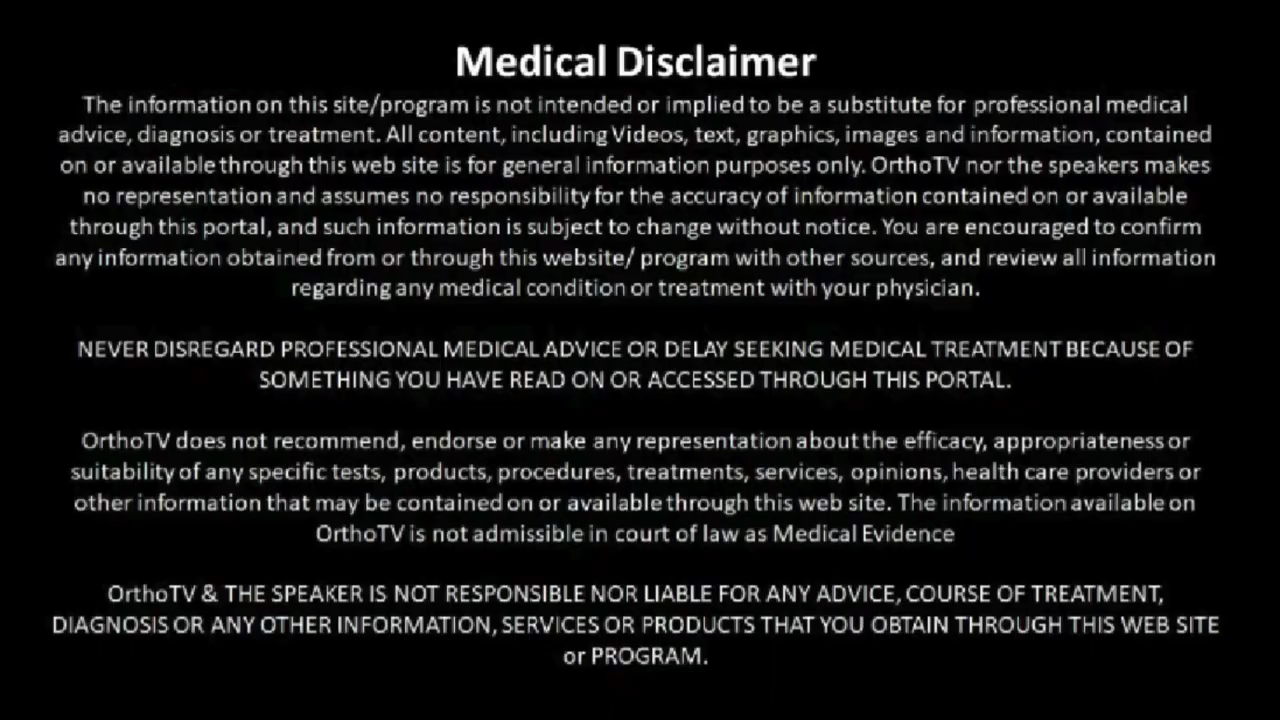 Medical Disclaimer
The information on this site/program is not intended or implied to be a substitute for professional medical
advice, diagnosis or treatment. All content, including Videos, text, graphics, images and information, contained
on or available through this web site is for general information purposes only. OrthoTV nor the speakers makes
no representation and assumes no responsibility for the accuracy of information contained on or available
through this portal, and such information is subject to change without notice. You are encouraged to confirm
any information obtained from or through this website/ program with other sources, and review all information
regarding any medical condition or treatment with your physician.
NEVER DISREGARD PROFESSIONAL MEDICAL ADVICE OR DELAY SEEKING MEDICAL TREATMENT BECAUSE OF
SOMETHING YOU HAVE READ ON OR ACCESSED THROUGH THIS PORTAL.
OrthoTV does not recommend, endorse or make any representation about the efficacy, appropriateness or
suitability of any specific tests, products, procedures, treatments, services, opinions, health care providers or
other information that may be contained on or available through this web site. The information available on
OrthoTV is not admissible in court of law as Medical Evidence
OrthoTV & THE SPEAKER IS NOT RESPONSIBLE NOR LIABLE FOR ANY ADVICE, COURSE OF TREATMENT,
DIAGNOSIS OR ANY OTHER INFORMATION, SERVICES OR PRODUCTS THAT YOU OBTAIN THROUGH THIS WEB SITE
or PROGRAM.